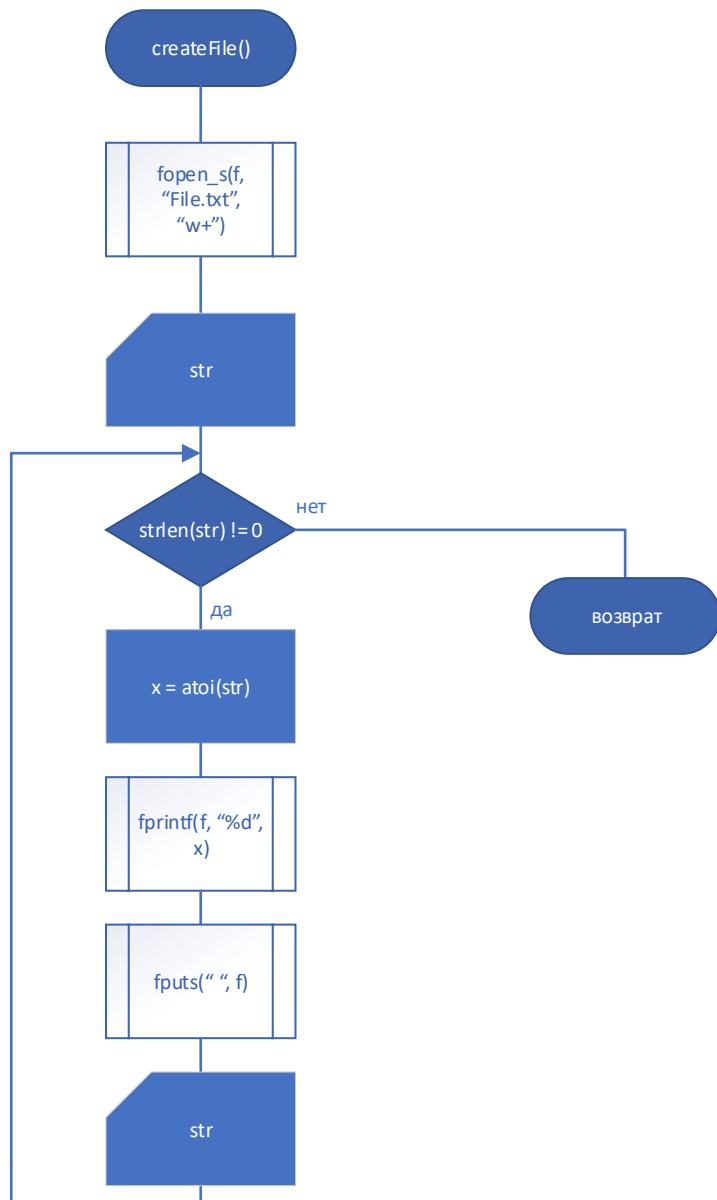 createFile()
fopen_s(f,
“File.txt”,
“w+”)
str
strlen(str) != 0
нет
да
возврат
x = atoi(str)
fprintf(f, “%d”,
x)
fputs(“ “, f)
str